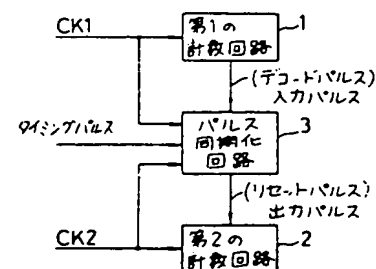 CK1
第1の
計数回路
1
(デコードパルス)
入力パルス
タイミングパルス
パルス
同期化
回路
3
(リセットパルス)
出力パルス
CK2
第2の
計数回路
2